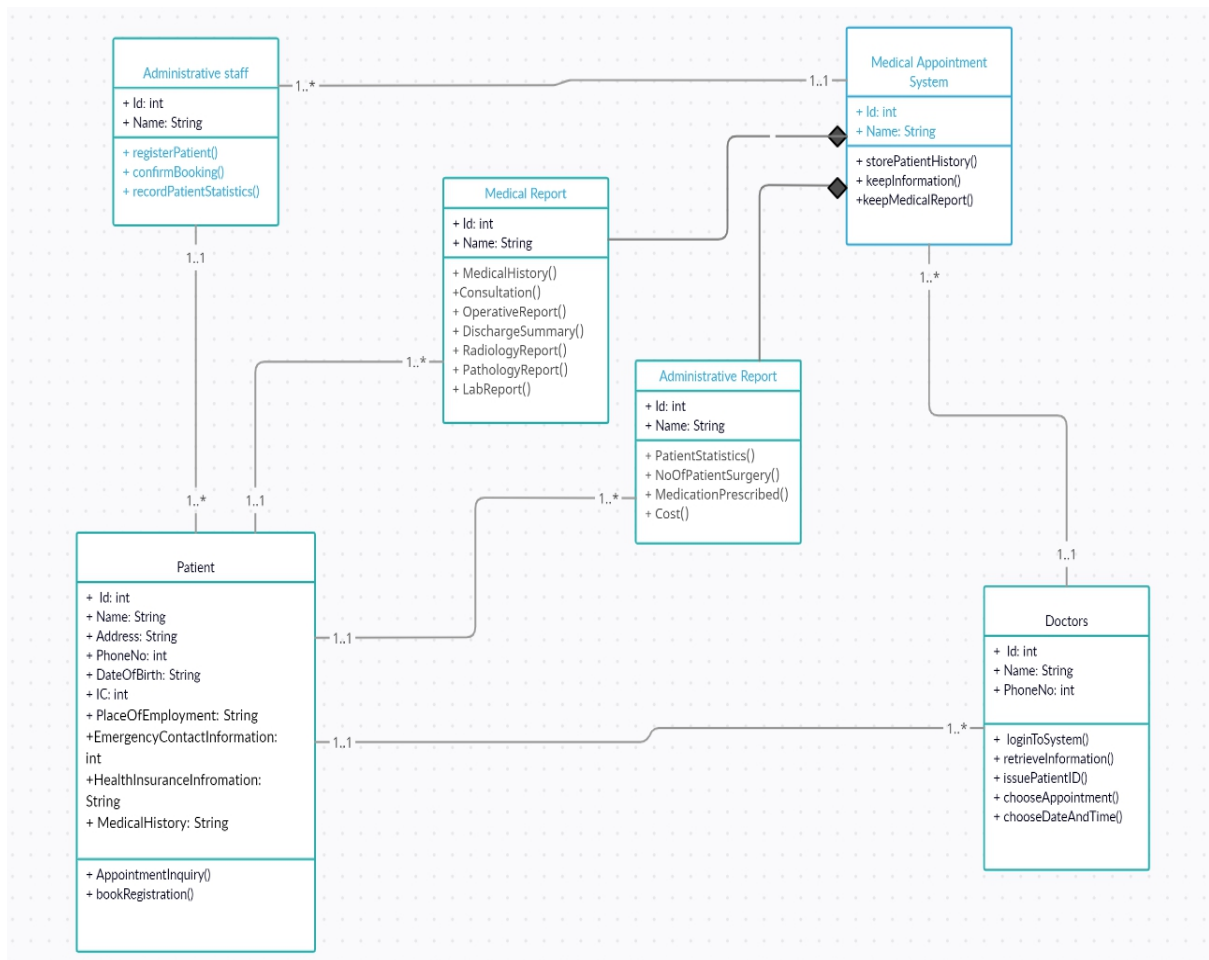 Administrative staff
+ Id: int
+ Name: String
+ registerPatient()
+ confirmBooking()
+ recordPatientStatistics()
1..*
1..1
Medical Appointment
System
+ Id: int
+ Name: String
+ storePatientHistory()
+ keepInformation()
+keepMedicalReport()
Medical Report
+ Id: int
+ Name: String
+ MedicalHistory()
+Consultation()
+ OperativeReport()
+ DischargeSummary()
+ RadiologyReport()
+ PathologyReport()
+ LabReport()
1..1
1..*
1..*
Administrative Report
+ Id: int
+ Name: String
+ PatientStatistics()
+ NoOfPatientSurgery()
+ MedicationPrescribed()
+ Cost()
1..*
1..1
1..*
1..1
Patient
+ Id: int
+ Name: String
+ Address: String
+ PhoneNo: int
+ DateOfBirth: String
+ IC: int
+ PlaceOfEmployment: String
+EmergencyContactInformation:
int
+HealthInsuranceInfromation:
String
+ MedicalHistory: String
+ AppointmentInquiry()
+ bookRegistration()
1..1
1..1
1..*
Doctors
+ Id: int
+ Name: String
+ PhoneNo: int
+ loginToSystem()
+ retrieveInformation()
+ issuePatientID()
+ chooseAppointment()
+ chooseDateAndTime()